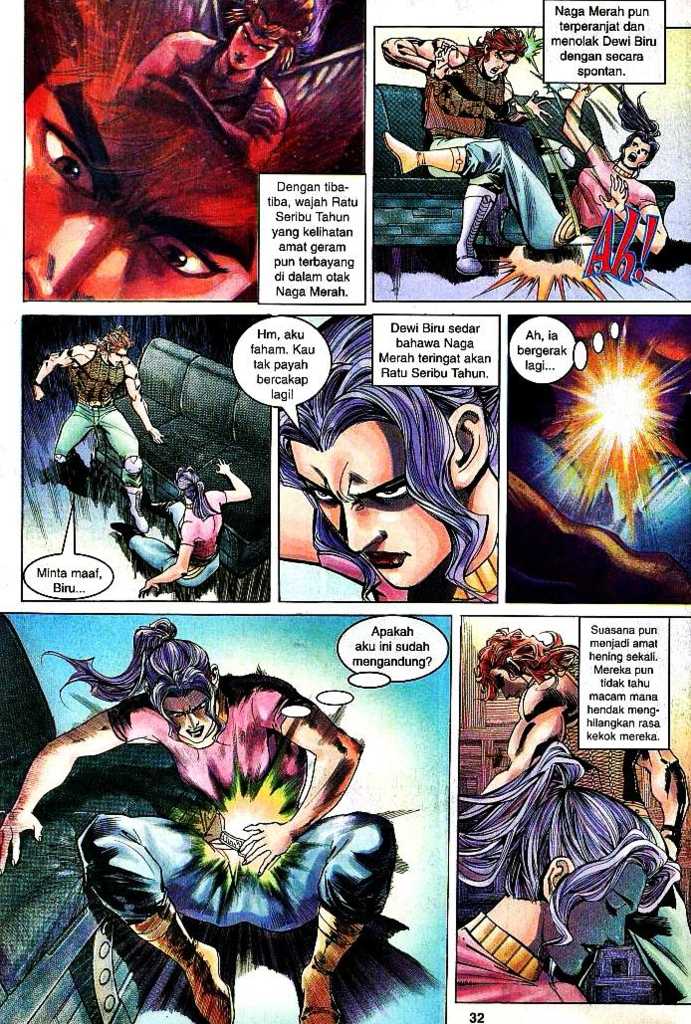 Dengan tiba-
tiba, wajah Ratu
Seribu Tahun
yang kelihatan
amat geram
pun terbayang
di dalam otak
Naga Merah.
Naga Merah pun
terperanjat dan
menolak Dewi Biru
dengan secara
spontan.
Ah!
Minta maaf,
Biru...
Hm, aku
faham. Kau
tak payah
bercakap
lagi!
Dewi Biru sedar
bahawa Naga
Merah teringat akan
Ratu Seribu Tahun.
Ah, ia
bergerak
lagi...
Apakah
aku ini sudah
mengandung?
Suasana pun
menjadi amat
hening sekali.
Mereka pun
tidak tahu
macam mana
hendak meng-
hilangkan rasa
kekok mereka.
32